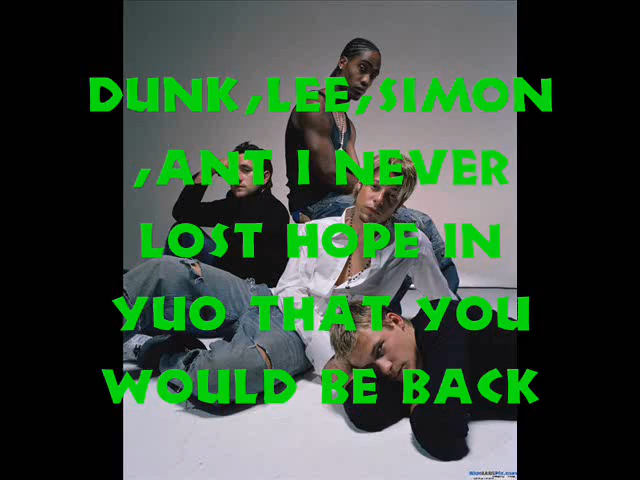 DUNK,LEE,SIMON
,ANT I NEVER
LOST HOPE IN
YUO THAT YOU
WOULD BE BACK